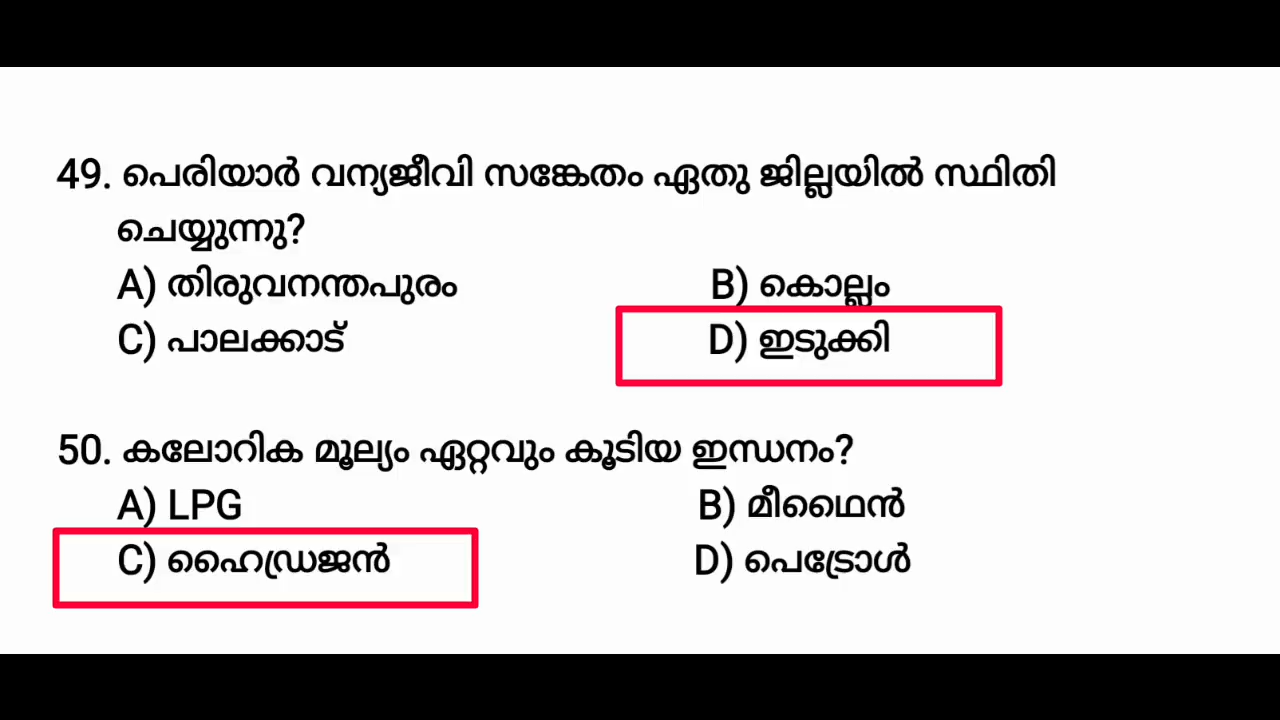 49. പെരിയാർ വന്യജീവി സങ്കേതം ഏതു ജില്ലയിൽ സ്ഥിതി
ചെയ്യുന്നു?
A) തിരുവനന്തപുരം B) കൊല്ലം
C) പാലക്കാട് D) ഇടുക്കി
50. കലോറിക മൂല്യം ഏറ്റവും കൂടിയ ഇന്ധനം?
A) LPG B) മീഥൈൻ
C) ഹൈഡ്രജൻ D) പെട്രോൾ